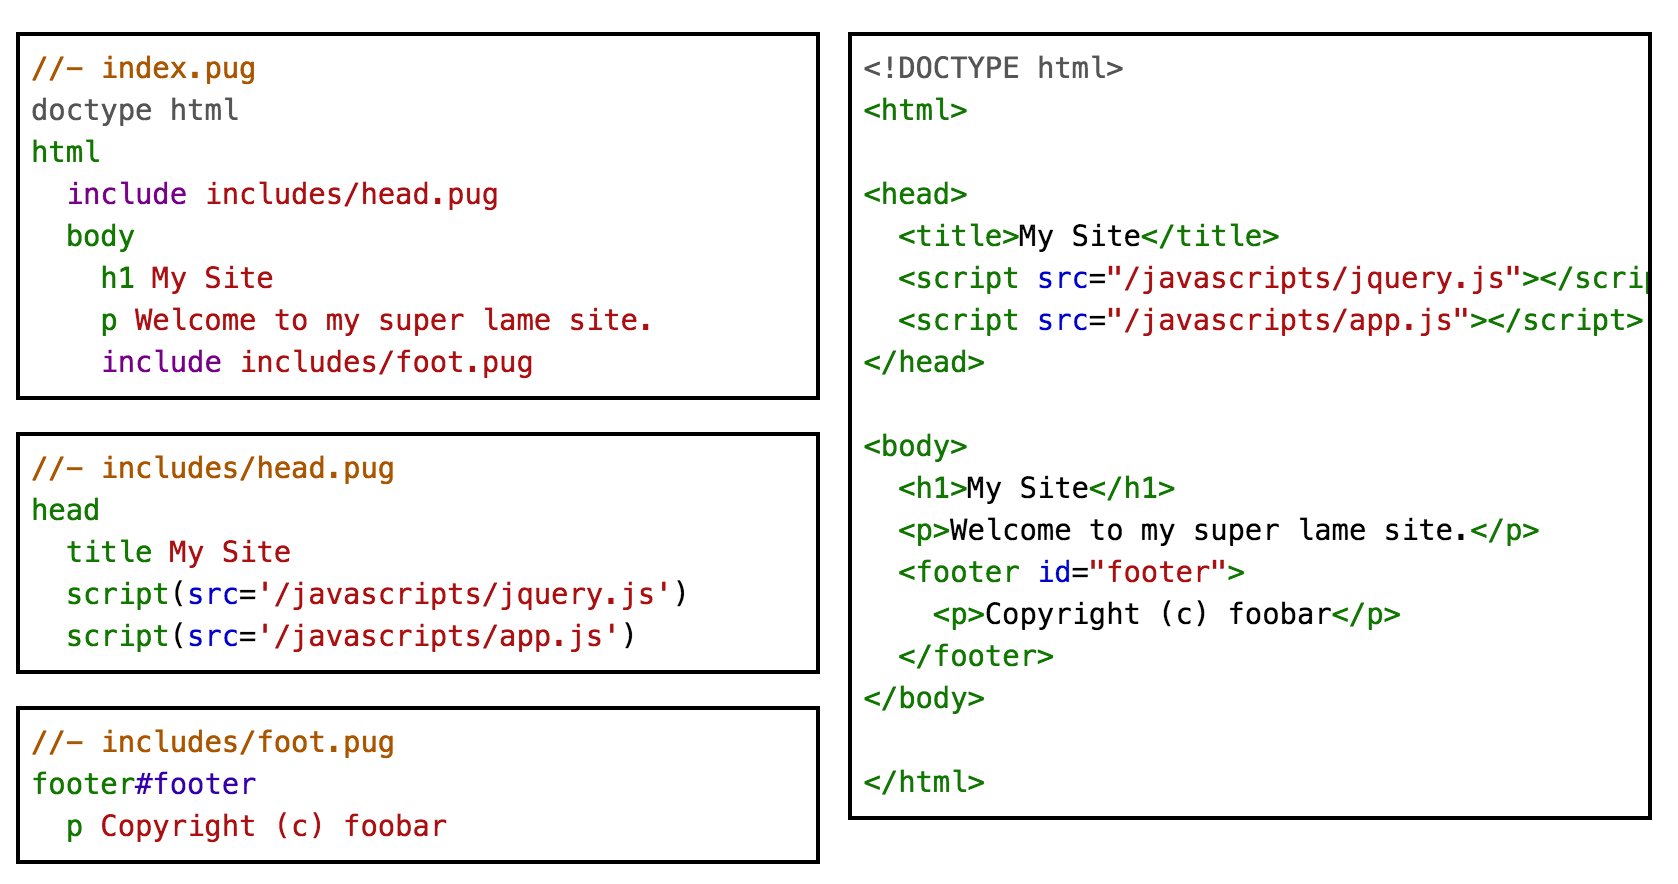 //- index.pug
doctype html
html
  include includes/head.pug
  body
    h1 My Site
    p Welcome to my super lame site.
    include includes/foot.pug
//- includes/head.pug
head
  title My Site
  script(src='/javascripts/jquery.js')
  script(src='/javascripts/app.js')
//- includes/foot.pug
footer#footer
  p Copyright (c) foobar
<!DOCTYPE html>
<html>
<head>
  <title>My Site</title>
  <script src="/javascripts/jquery.js"></scri
  <script src="/javascripts/app.js"></script>
</head>
<body>
  <h1>My Site</h1>
  <p>Welcome to my super lame site.</p>
  <footer id="footer">
    <p>Copyright (c) foobar</p>
  </footer>
</body>
</html>